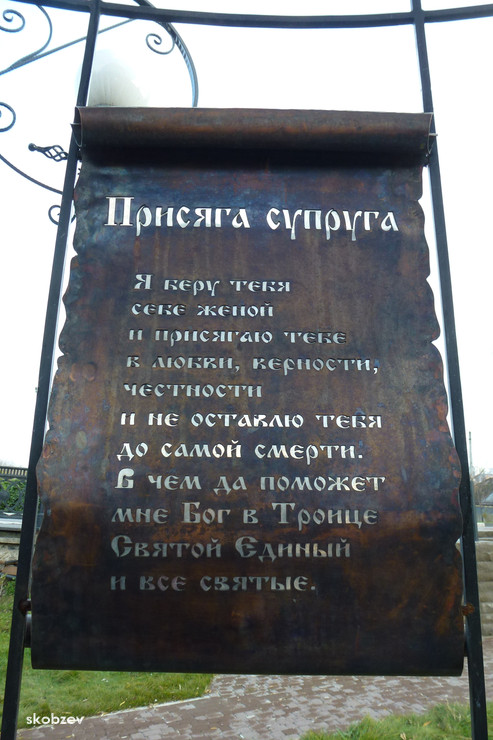 Присяга супруга
Я беру тебя
себе женой
и присягаю тебе
в любви, верности,
честности
и не оставлю тебя
до самой смерти.
В чем да поможет
мне Бог в Троице
Святой Единый
и все святые.
skobzev